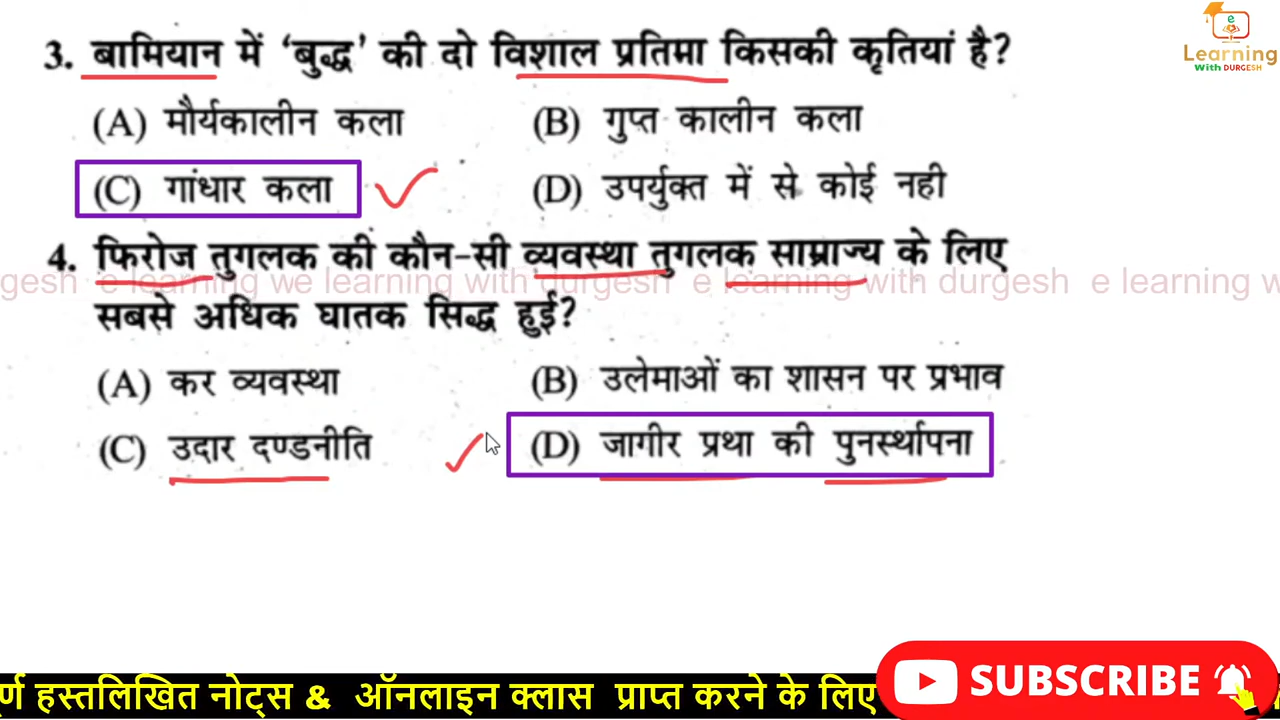 e
Learning
With DURGESH
3. बामियान में ‘बुद्ध’ की दो विशाल प्रतिमा किसकी कृतियां है?
(A) मौर्यकालीन कला (B) गुप्त कालीन कला
(C) गांधार कला (D) उपर्युक्त में से कोई नही
4. फिरोज तुगलक की कौन-सी व्यवस्था तुगलक साम्राज्य के लिए
gesh e learning we learning with durgesh e learning with durgesh e learning w
सबसे अधिक घातक सिद्ध हुई?
(A) कर व्यवस्था (B) उलेमाओं का शासन पर प्रभाव
(C) उदार दण्डनीति (D) जागीर प्रथा की पुनर्स्थापना
र्ण हस्तलिखित नोट्स & ऑनलाइन क्लास प्राप्त करने के लिए
SUBSCRIBE